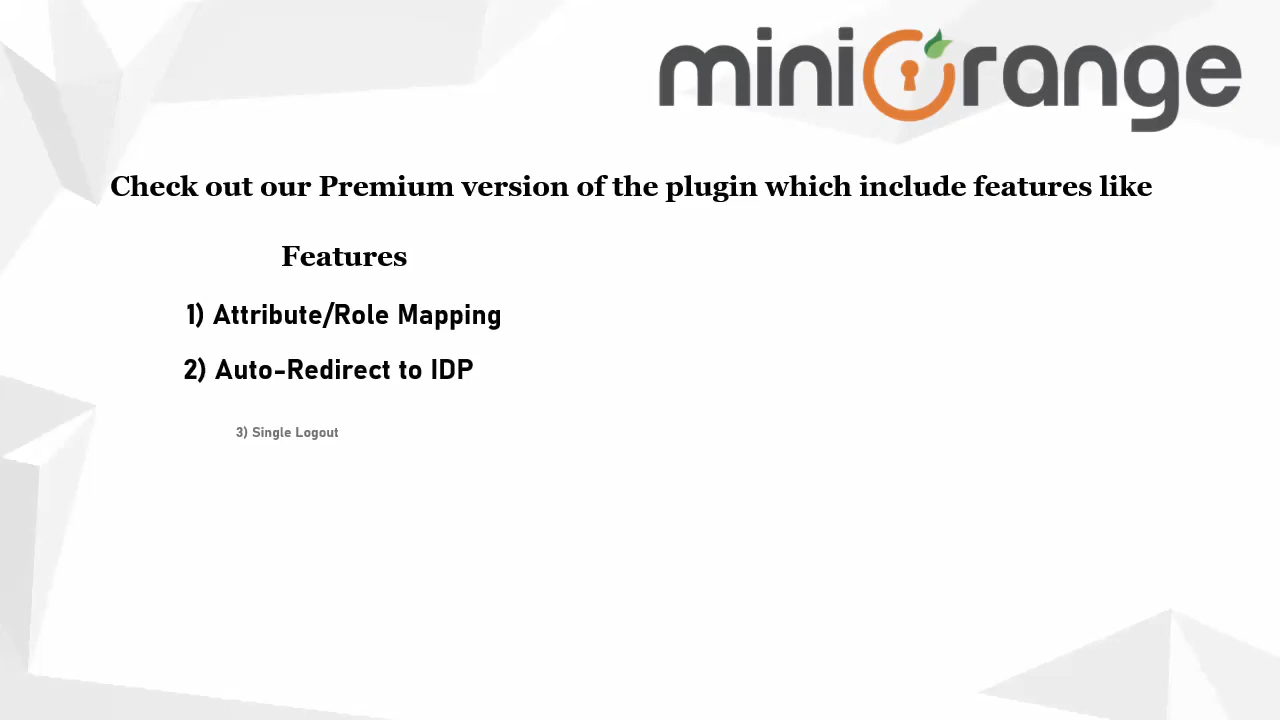 miniOrange
Check out our Premium version of the plugin which include features like
Features
1) Attribute/Role Mapping
2) Auto-Redirect to IDP
3) Single Logout